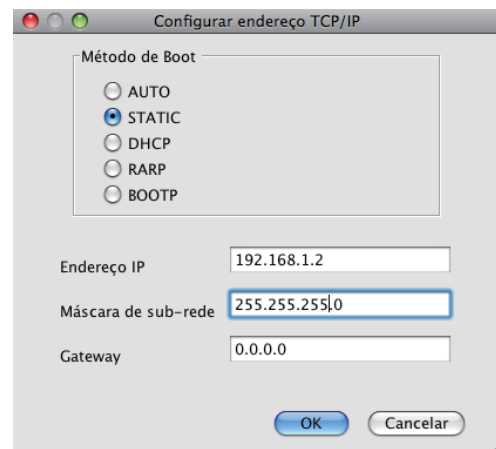 Configurar endereço TCP/IP
Método de Boot
AUTO
STATIC
DHCP
RARP
BOOTP
Endereço IP 192.168.1.2
Máscara de sub-rede 255.255.255.0
Gateway 0.0.0.0
OK Cancelar